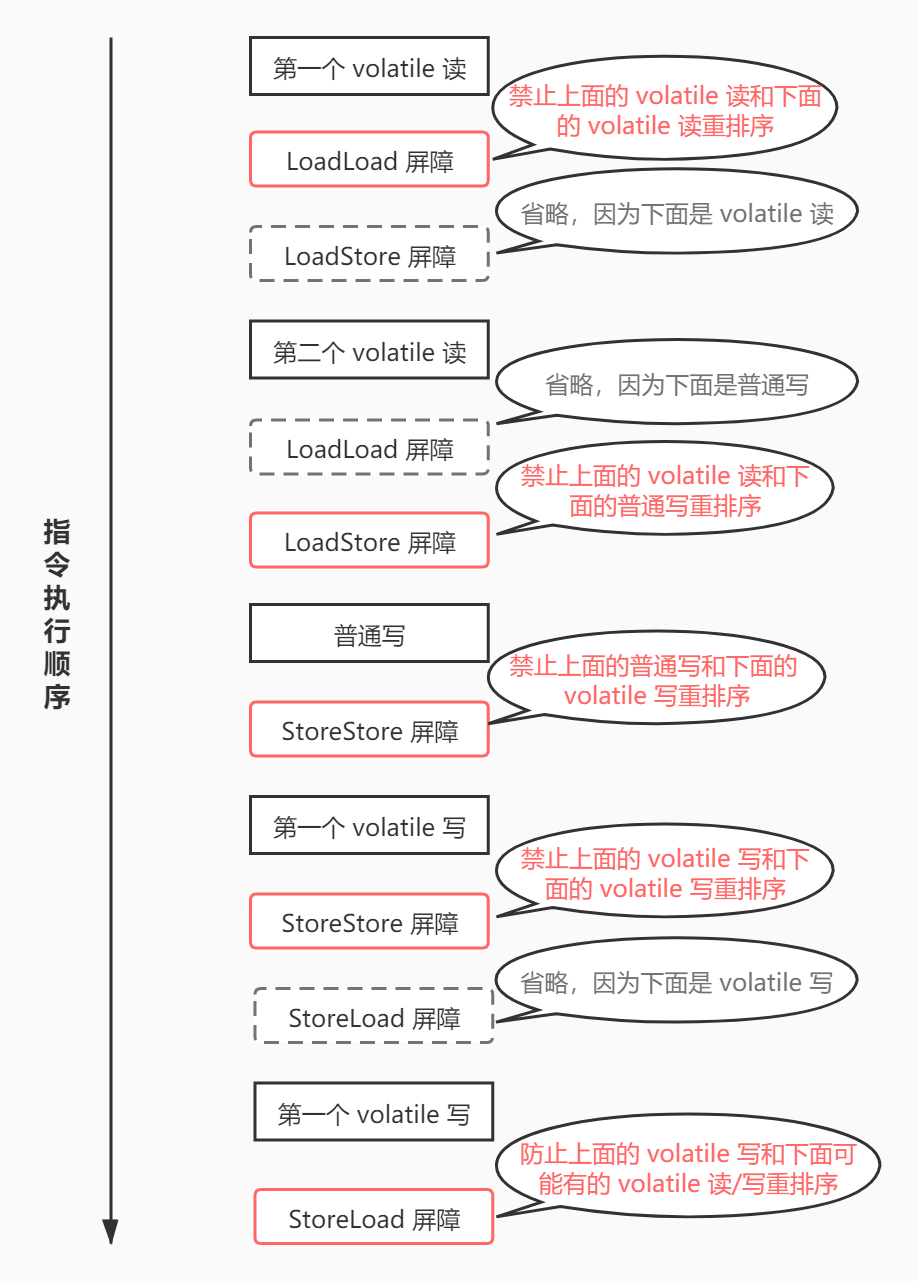 第一个 volatile 读
禁止上面的 volatile 读和下面
的 volatile 读重排序
LoadLoad 屏障
省略，因为下面是 volatile 读
LoadStore 屏障
第二个 volatile 读
省略，因为下面是普通写
LoadLoad 屏障
禁止上面的 volatile 读和下
面的普通写重排序
LoadStore 屏障
指令执行顺序
普通写
禁止上面的普通写和下面的
volatile 写重排序
StoreStore 屏障
第一个 volatile 写
禁止上面的 volatile 写和下
面的 volatile 写重排序
StoreStore 屏障
省略，因为下面是 volatile 写
StoreLoad 屏障
第一个 volatile 写
防止上面的 volatile 写和下面可
能有的 volatile 读/写重排序
StoreLoad 屏障